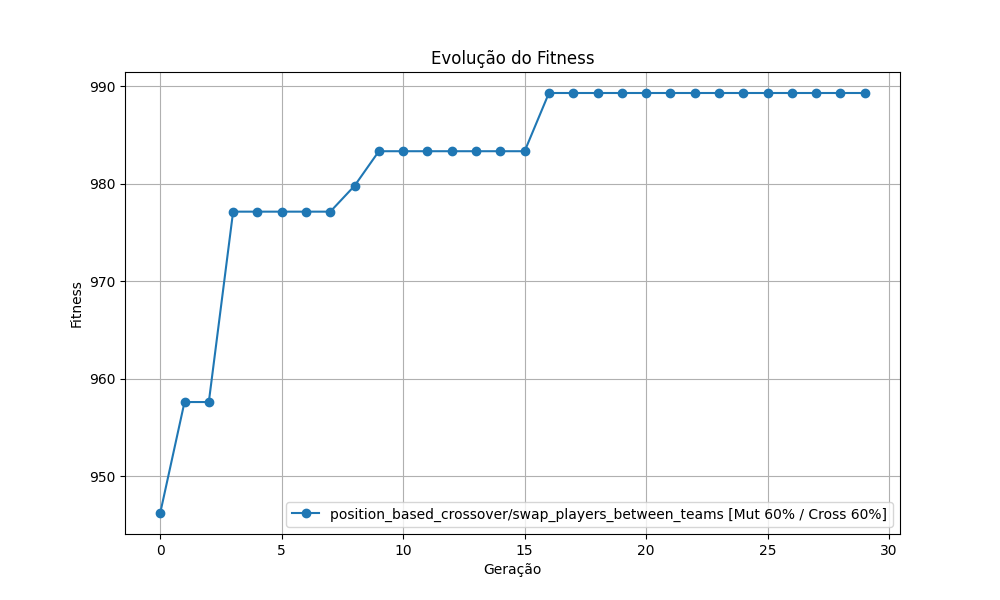 Evolução do Fitness
Fitness
990
980
970
960
950
position_based_crossover/swap_players_between_teams [Mut 60% / Cross 60%]
0 5 10 15 20 25 30
Geração